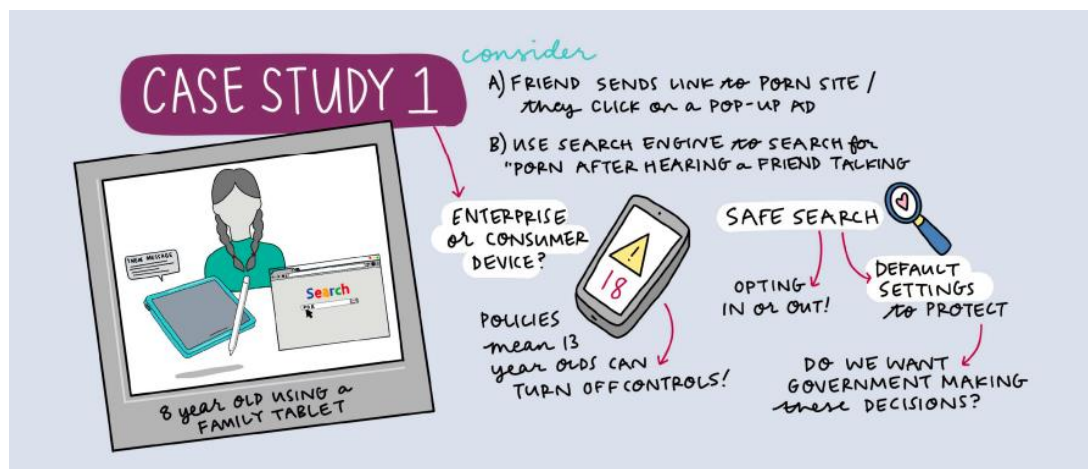 CASE STUDY 1
consider
A) FRIEND SENDS LINK to PORN SITE /
they CLICK on a POP-UP AD
B) USE SEARCH ENGINE to SEARCH for
"PORN AFTER HEARING a FRIEND TALKING
ENTERPRISE
or CONSUMER
DEVICE?
18
POLICIES
mean 13
year OLDS CAN
TURN OFF CONTROLS!
SAFE SEARCH
OPTING
IN or OUT!
DEFAULT
SETTINGS
to PROTECT
DO WE WANT
GOVERNMENT MAKING
these DECISIONS?
Search
8 year OLD USING a
FAMILY TABLET